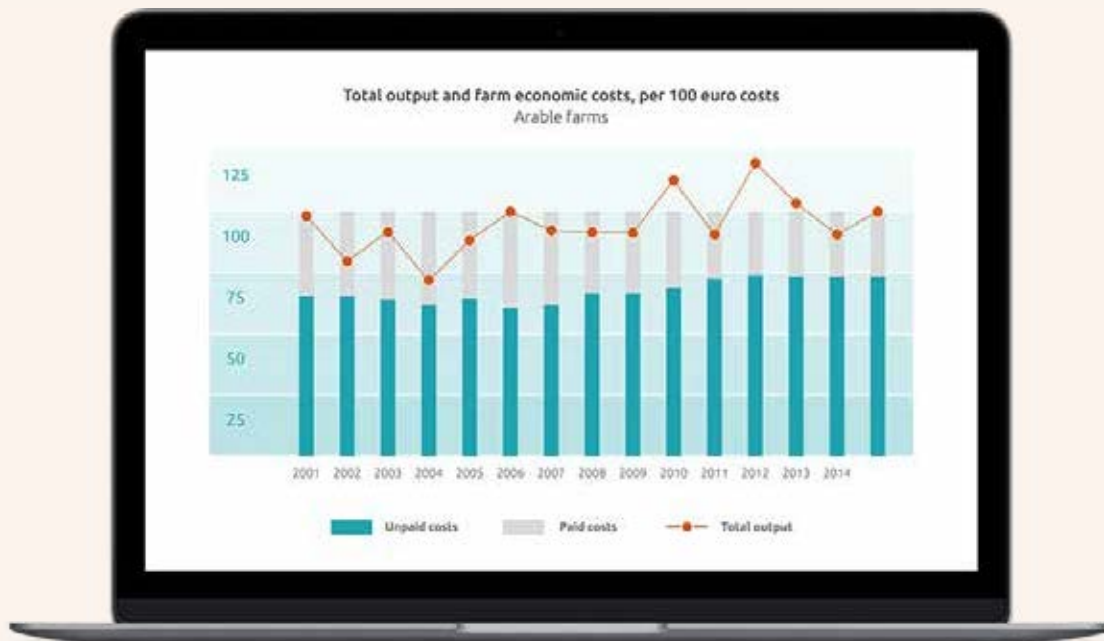 Total output and farm economic costs, per 100 euro costs
Arable farms
125
100
75
50
25
2001 2002 2003 2004 2005 2006 2007 2008 2009 2010 2011 2012 2013 2014
Unpaid costs Paid costs Total output